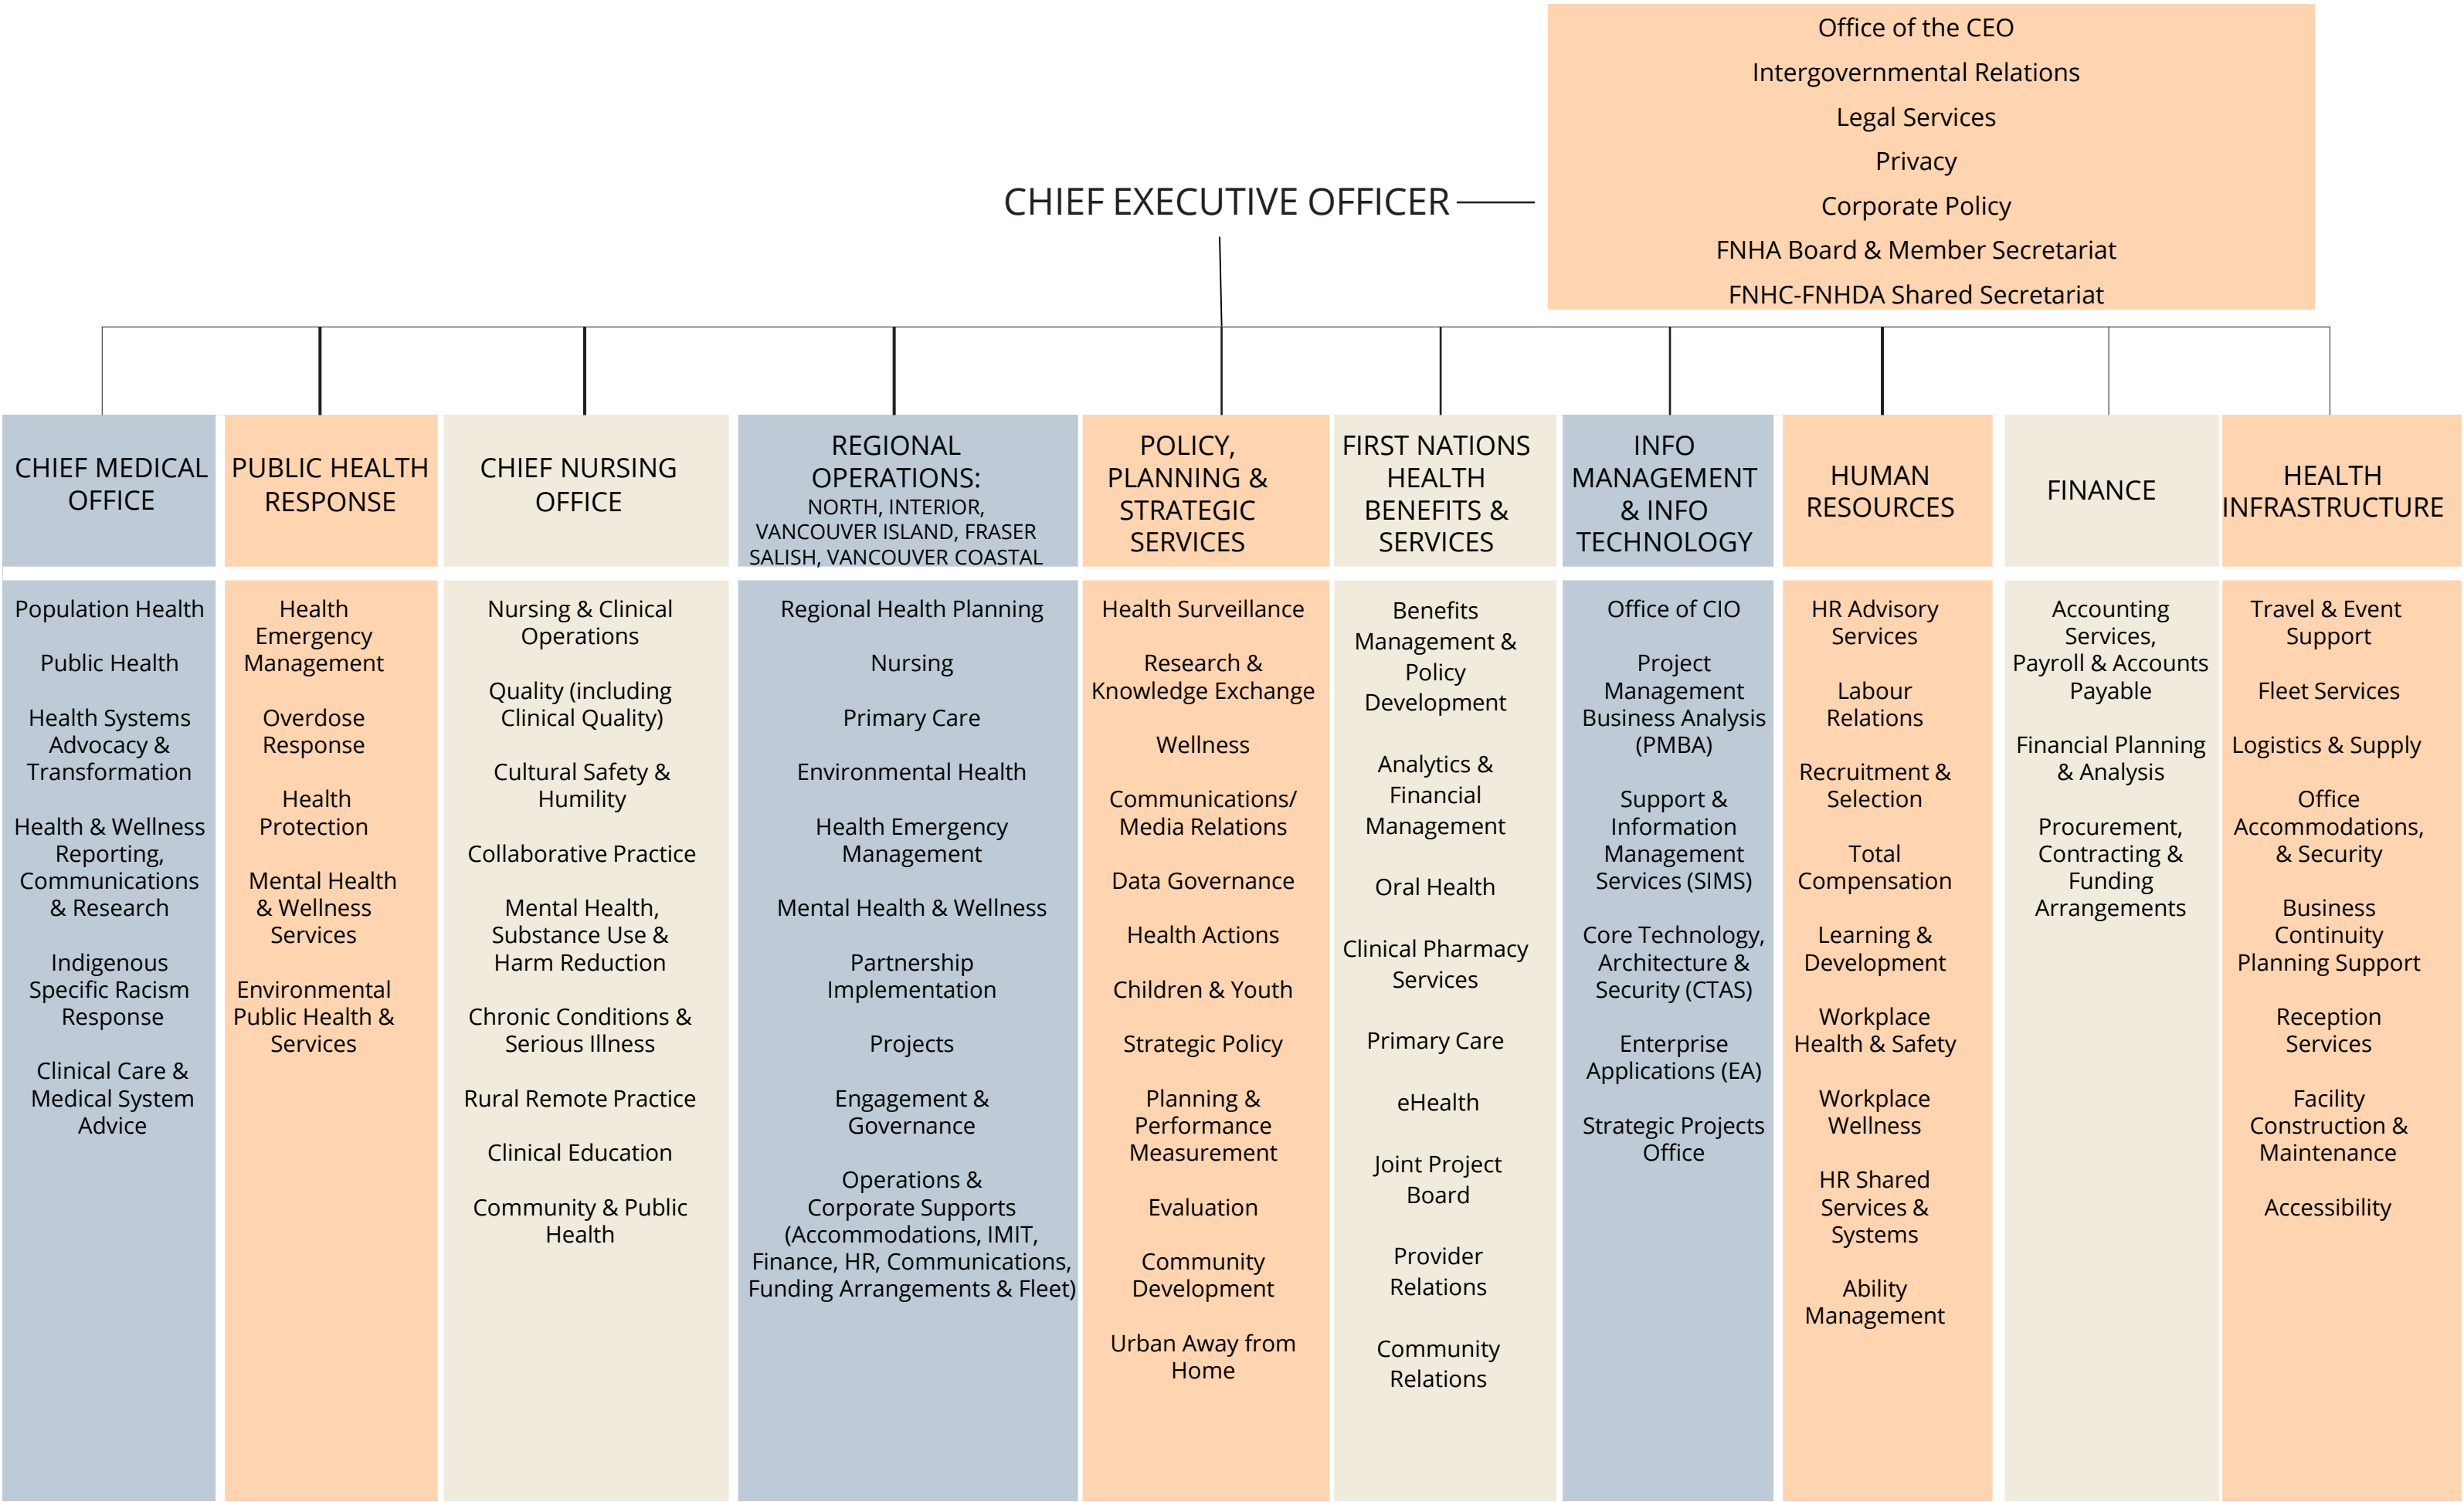 Office of the CEO
Intergovernmental Relations
Legal Services
Privacy
Corporate Policy
FNHA Board & Member Secretariat
FNHC-FNHDA Shared Secretariat
CHIEF EXECUTIVE OFFICER
CHIEF MEDICAL
OFFICE
Population Health
Public Health
Health Systems
Advocacy &
Transformation
Health & Wellness
Reporting,
Communications
& Research
Indigenous
Specific Racism
Response
Clinical Care &
Medical System
Advice
PUBLIC HEALTH
RESPONSE
Health
Emergency
Management
Overdose
Response
Health
Protection
Mental Health
& Wellness
Services
Environmental
Public Health &
Services
CHIEF NURSING
OFFICE
Nursing & Clinical
Operations
Quality (including
Clinical Quality)
Cultural Safety &
Humility
Collaborative Practice
Mental Health,
Substance Use &
Harm Reduction
Chronic Conditions &
Serious Illness
Rural Remote Practice
Clinical Education
Community & Public
Health
REGIONAL
OPERATIONS:
NORTH, INTERIOR,
VANCOUVER ISLAND, FRASER
SALISH, VANCOUVER COASTAL
Regional Health Planning
Nursing
Primary Care
Environmental Health
Health Emergency
Management
Mental Health & Wellness
Partnership
Implementation
Projects
Engagement &
Governance
Operations &
Corporate Supports
(Accommodations, IMIT,
Finance, HR, Communications,
Funding Arrangements & Fleet)
POLICY,
PLANNING &
STRATEGIC
SERVICES
Health Surveillance
Research &
Knowledge Exchange
Wellness
Communications/
Media Relations
Data Governance
Health Actions
Children & Youth
Strategic Policy
Planning &
Performance
Measurement
Evaluation
Community
Development
Urban Away from
Home
FIRST NATIONS
HEALTH
BENEFITS &
SERVICES
Benefits
Management &
Policy
Development
Analytics &
Financial
Management
Oral Health
Clinical Pharmacy
Services
Primary Care
eHealth
Joint Project
Board
Provider
Relations
Community
Relations
INFO
MANAGEMENT
& INFO
TECHNOLOGY
Office of CIO
Project
Management
Business Analysis
(PMBA)
Support &
Information
Management
Services (SIMS)
Core Technology,
Architecture &
Security (CTAS)
Enterprise
Applications (EA)
Strategic Projects
Office
HUMAN
RESOURCES
HR Advisory
Services
Labour
Relations
Recruitment &
Selection
Total
Compensation
Learning &
Development
Workplace
Health & Safety
Workplace
Wellness
HR Shared
Services &
Systems
Ability
Management
FINANCE
Accounting
Services,
Payroll & Accounts
Payable
Financial Planning
& Analysis
Procurement,
Contracting &
Funding
Arrangements
HEALTH
INFRASTRUCTURE
Travel & Event
Support
Fleet Services
Logistics & Supply
Office
Accommodations,
& Security
Business
Continuity
Planning Support
Reception
Services
Facility
Construction &
Maintenance
Accessibility